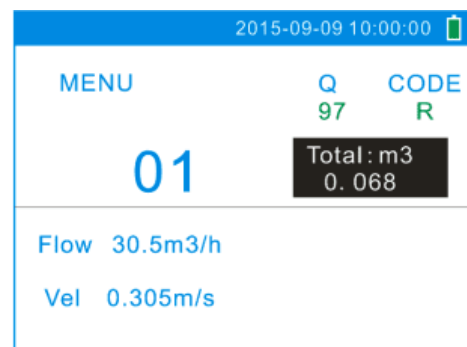 2015-09-09 10:00:00
MENU Q CODE
97 R
01
Total: m3
0. 068
Flow 30.5m3/h
Vel 0.305m/s